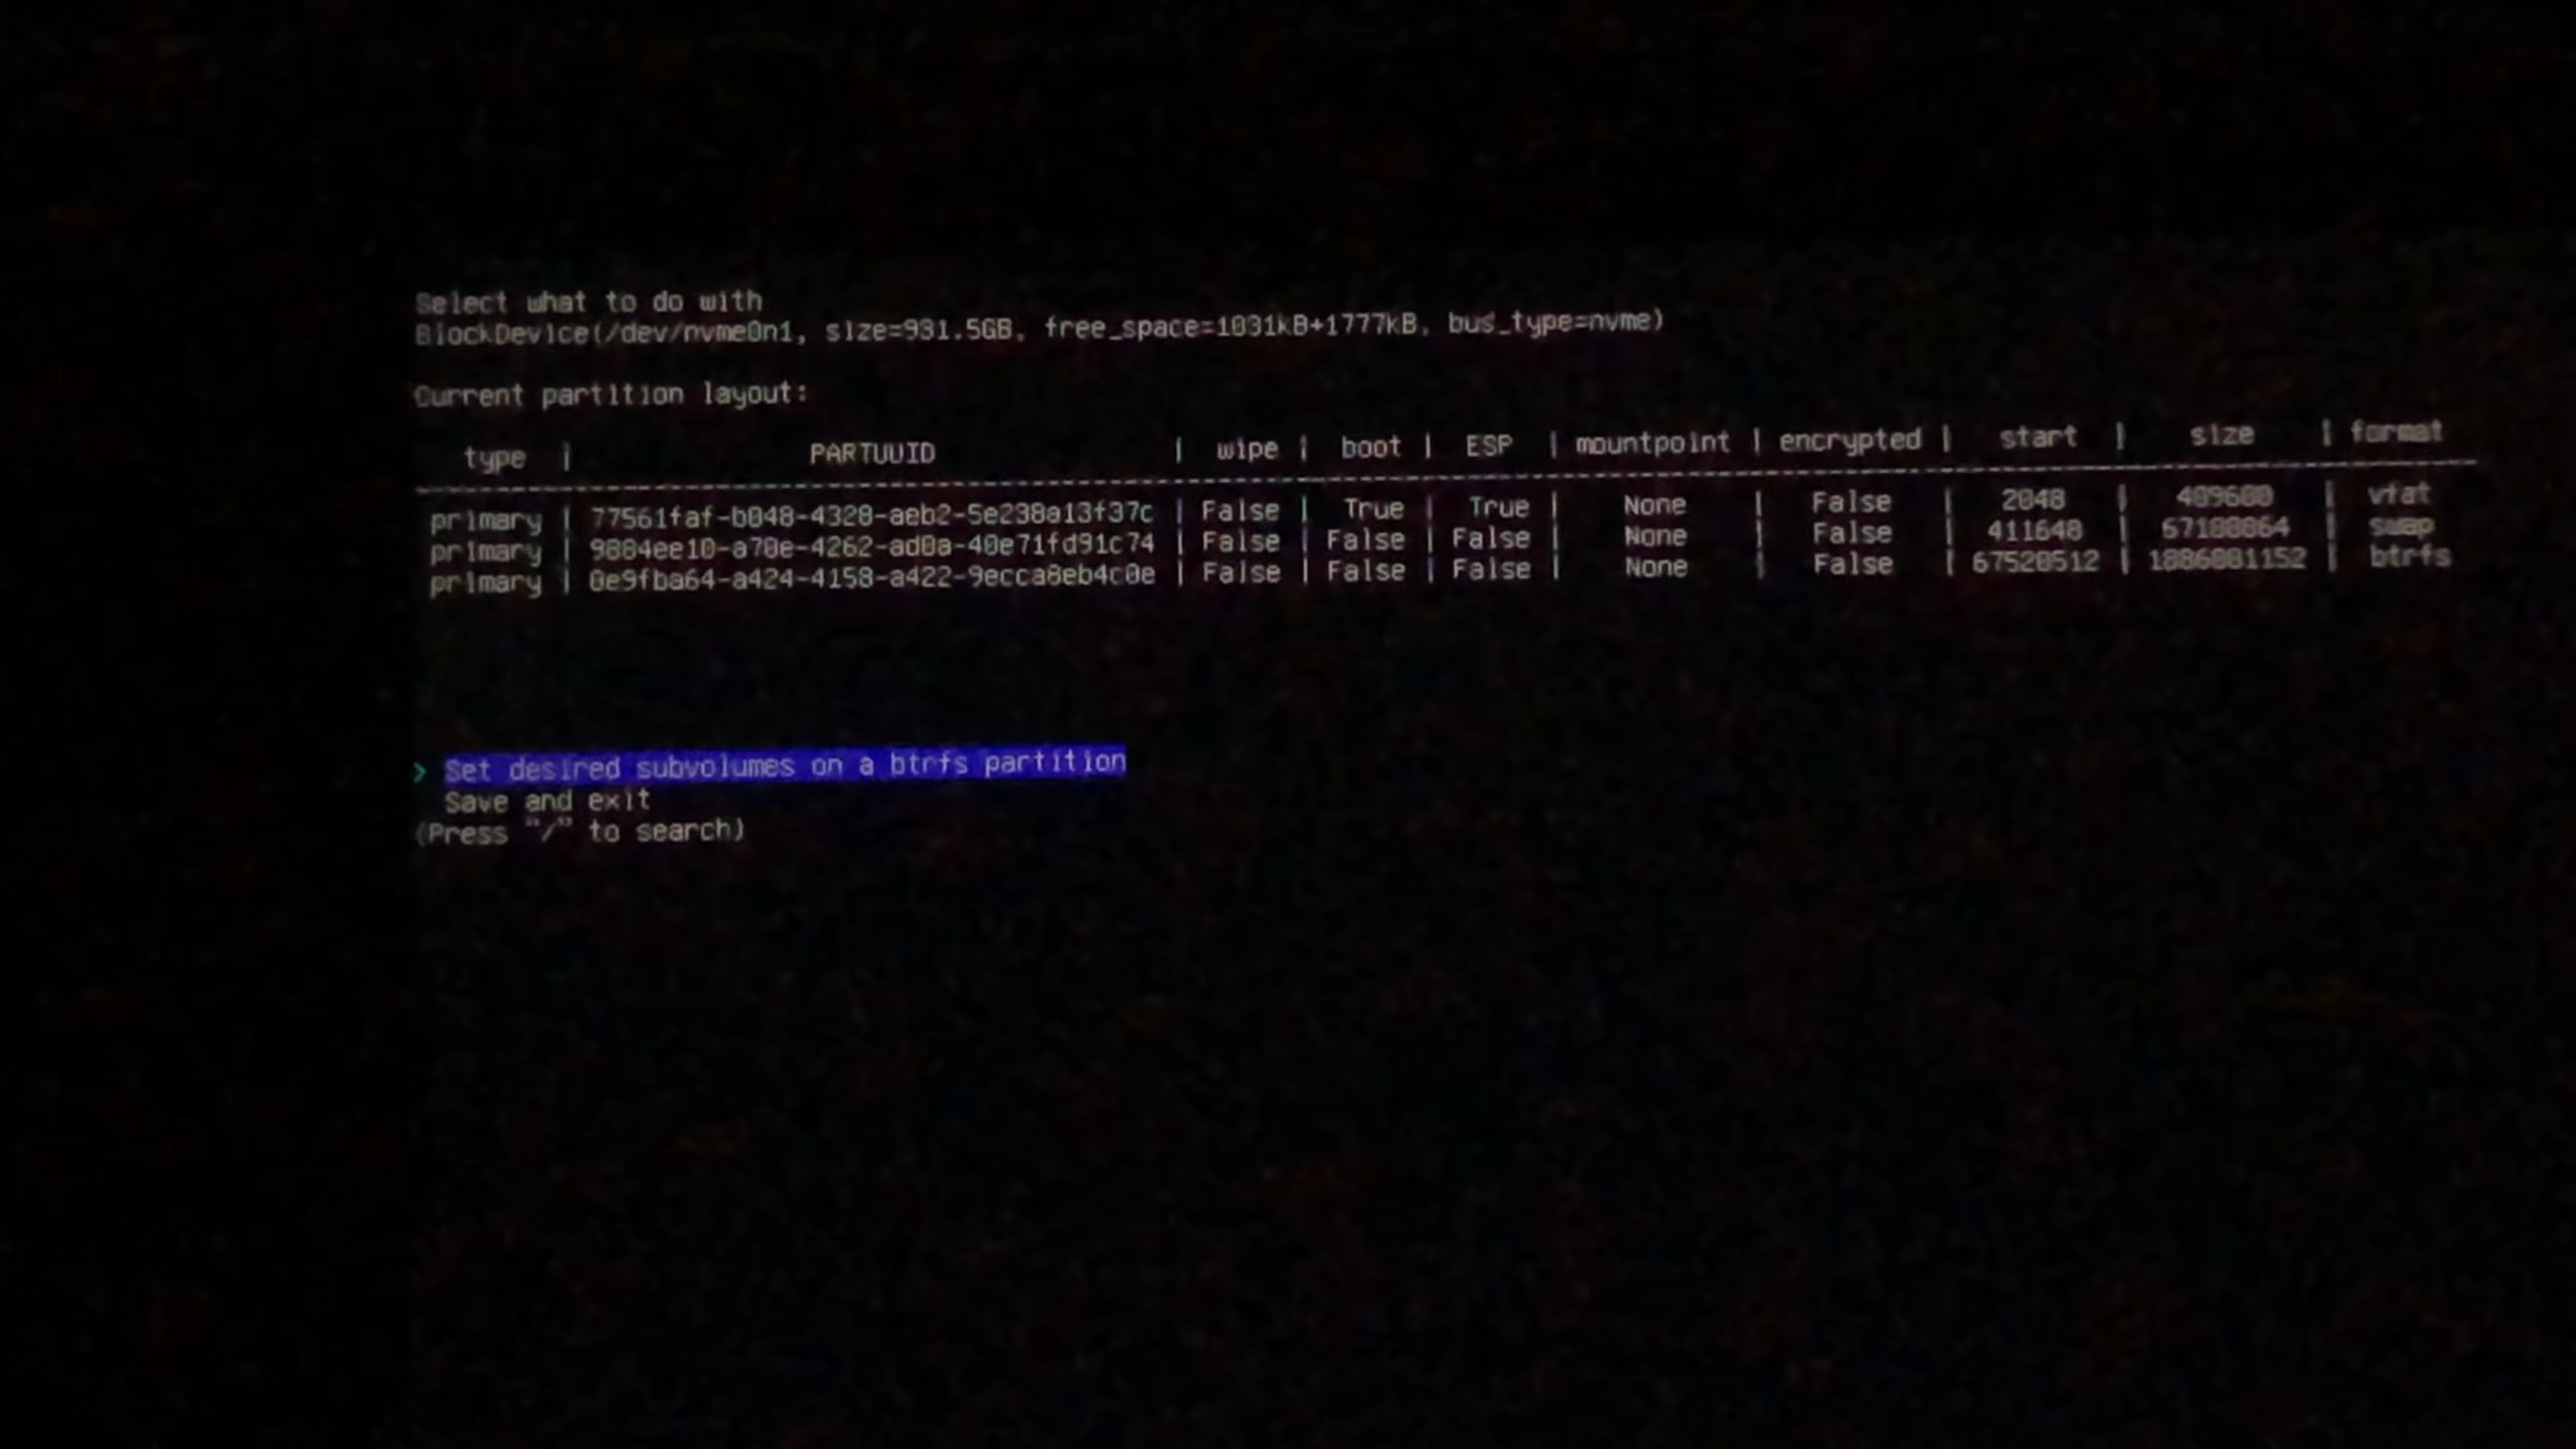 Select what to do with
BlockDevice(/dev/nvme0n1, size=931.5GB, free_space=1031kB+1777kB, bus_type=nvme)
Current partition layout:
type | PARTUUID | wipe | boot | ESP | mountpoint | encrypted | start | size | format
primary | 77561faf-b048-4328-aeb2-5e238a13f37c | False | True | True | None | False | 2048 | 409600 | vfat
primary | 9884ee10-a70e-4262-ad0a-40e71fd91c74 | False | False | False | None | False | 411648 | 67108864 | swap
primary | 0e9fba64-a424-4158-a422-9ecca8eb4c0e | False | False | False | None | False | 67520512 | 1886001152 | btrfs
> Set desired subvolumes on a btrfs partition
Save and exit
(Press "/" to search)